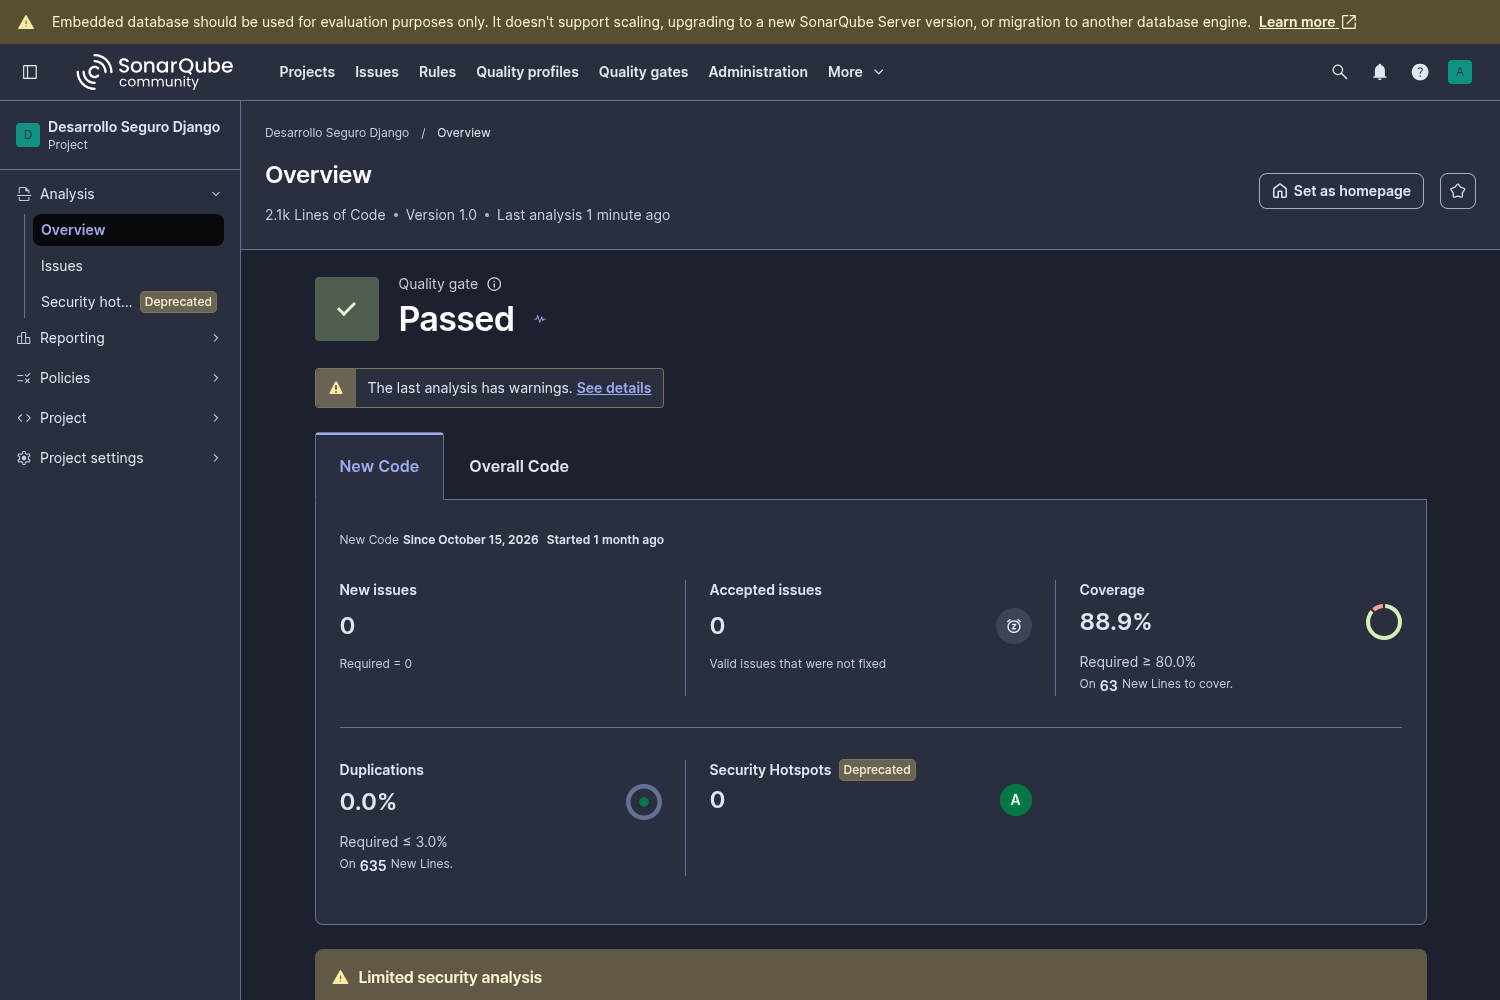 Embedded database should be used for evaluation purposes only. It doesn't support scaling, upgrading to a new SonarQube Server version, or migration to another database engine. Learn more
SonarQube community
Projects Issues Rules Quality profiles Quality gates Administration More
A
D
Desarrollo Seguro Django
Project
Analysis
Overview
Issues
Security hot... Deprecated
Reporting
Policies
Project
Project settings
Desarrollo Seguro Django / Overview
Overview
2.1k Lines of Code • Version 1.0 • Last analysis 1 minute ago
Set as homepage
Quality gate
Passed
The last analysis has warnings. See details
New Code
Overall Code
New Code Since October 15, 2026 Started 1 month ago
New issues
0
Required = 0
Accepted issues
0
Valid issues that were not fixed
Coverage
88.9%
Required ≥ 80.0%
On 63 New Lines to cover.
Duplications
0.0%
Required ≤ 3.0%
On 635 New Lines.
Security Hotspots Deprecated
0
A
Limited security analysis